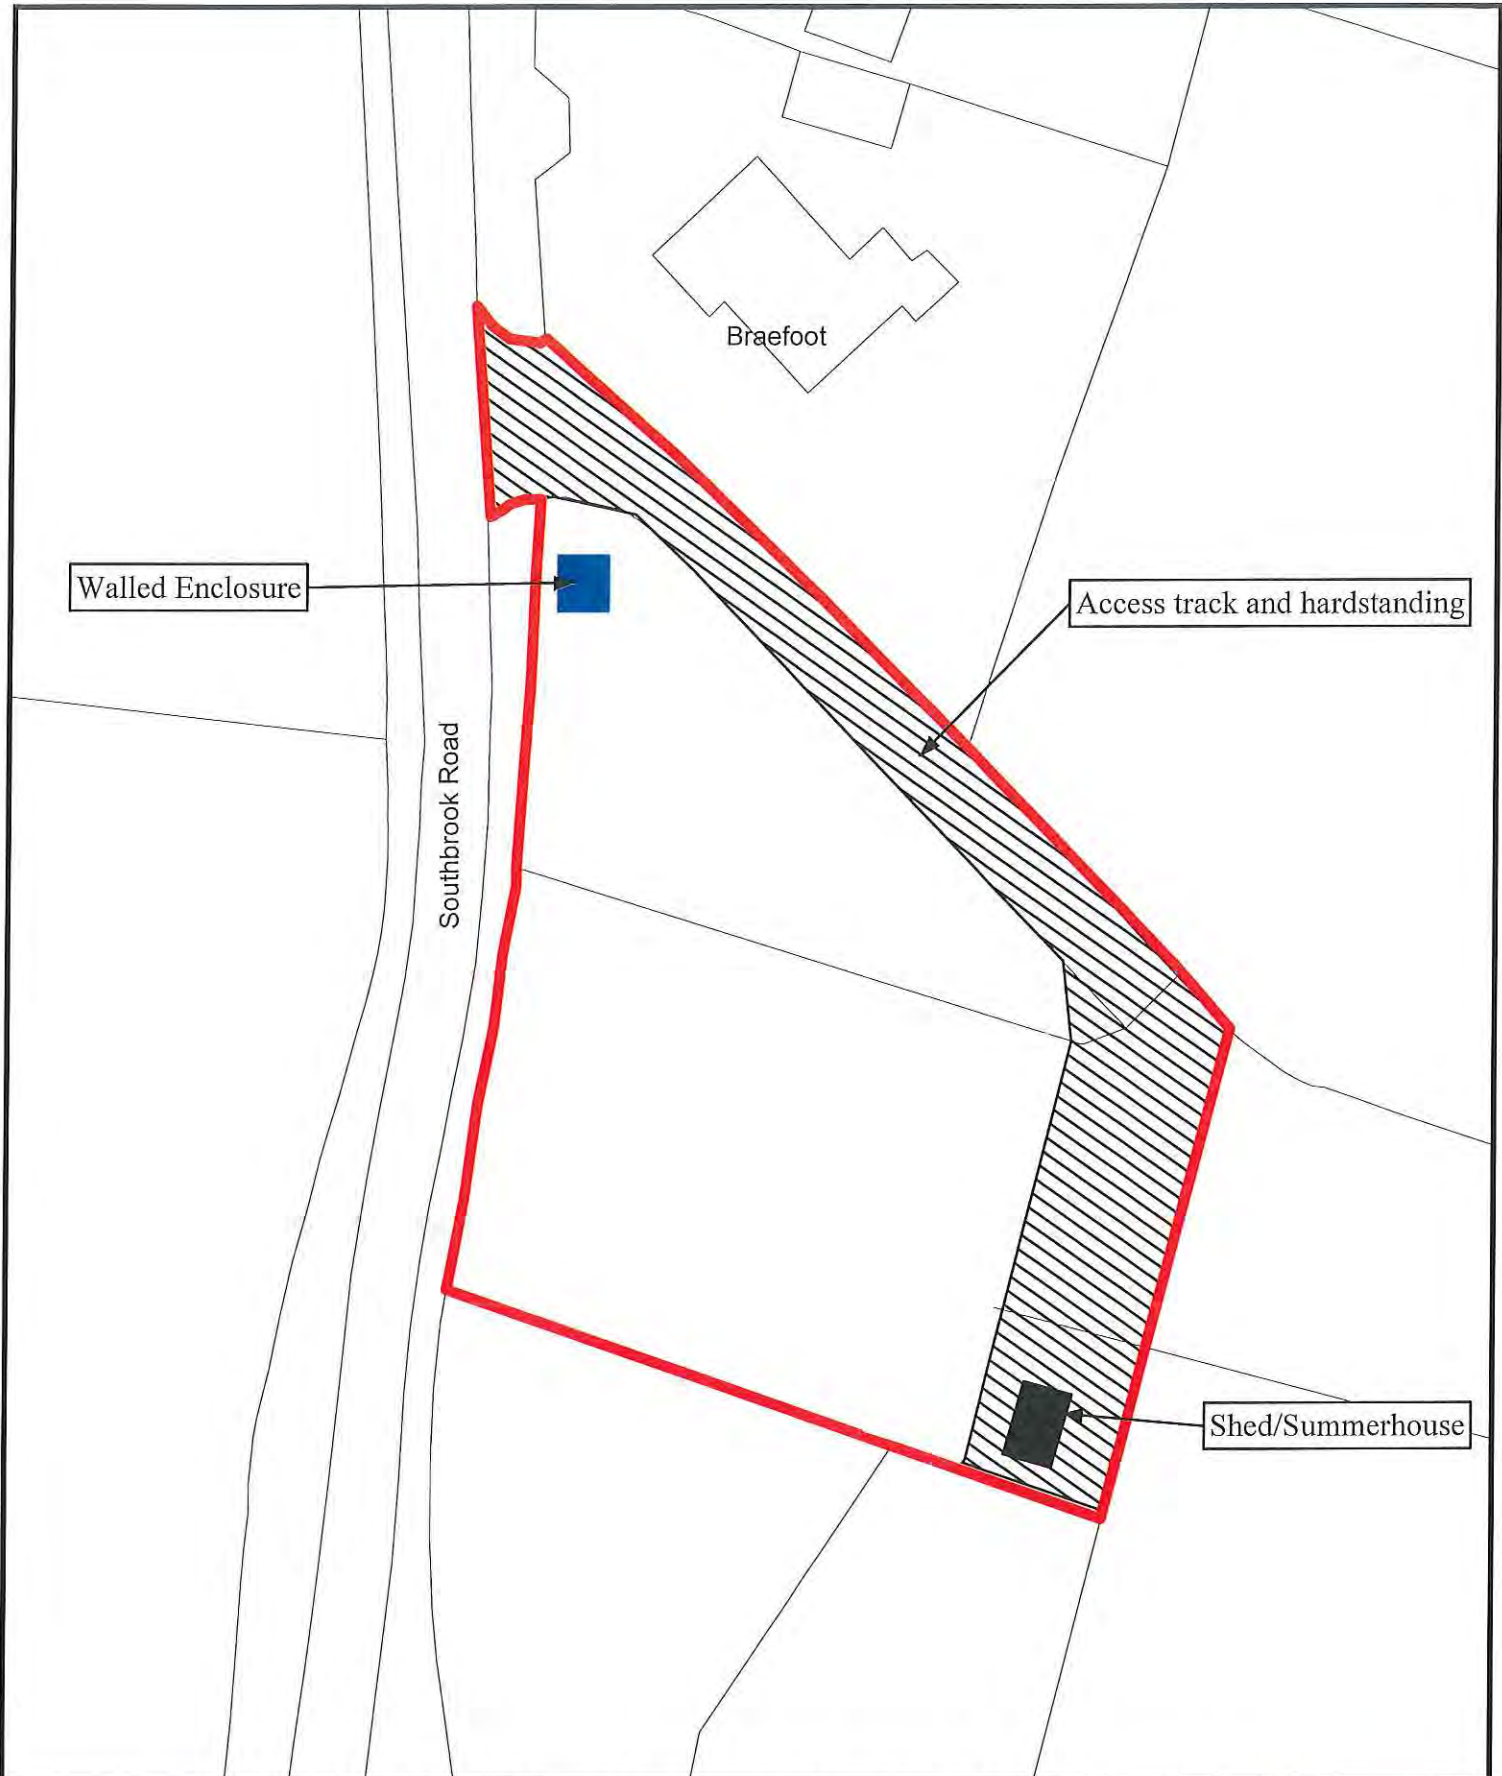 Braefoot
Walled Enclosure
Access track and hardstanding
Southbrook Road
Shed/Summerhouse